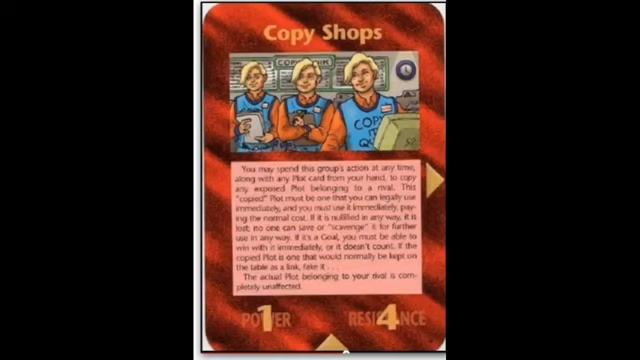 Copy Shops
COPY
COPY
IT
QU
You may spend this group's action at any time,
along with any Plot card from your hand, to copy
any exposed Plot belonging to a rival. This
"copied" Plot must be one that you can legally use
immediately, and you must use it immediately, pay-
ing the normal cost. If it is nullified in any way, it is
lost; no one can save or "scavenge" it for further
use in any way. If it's a Goal, you must be able to
win with it immediately, or it doesn't count. If the
copied Plot is one that would normally be kept on
the table as a link, fake it . . .
The actual Plot belonging to your rival is com-
pletely unaffected.
POWER 1 RESISTANCE 4